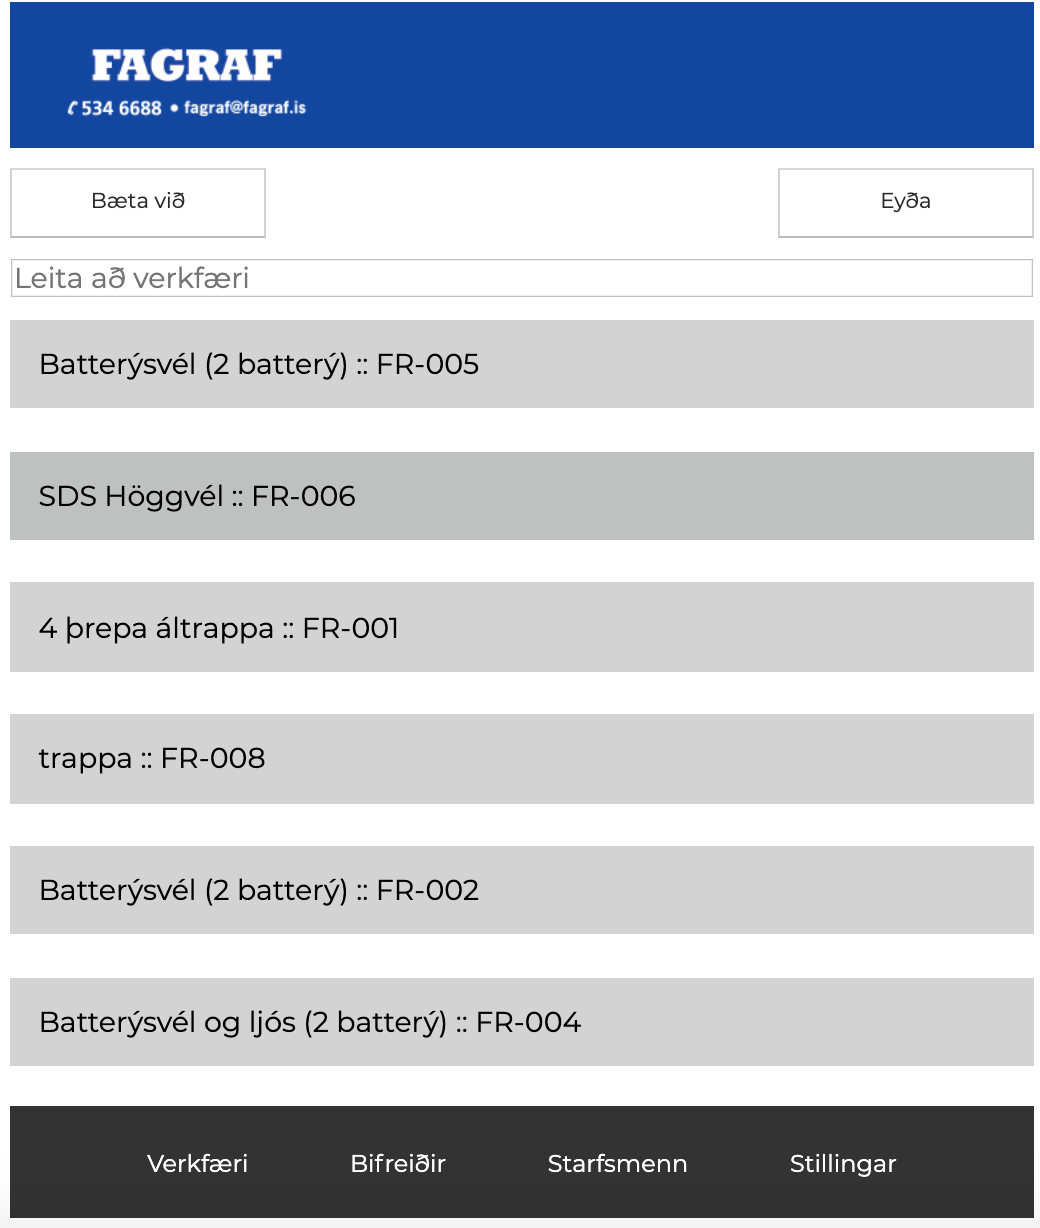 FAGRAF
✆ 534 6688 • fagraf@fagraf.is
Bæta við
Eyða
Leita að verkfæri
Batterýsvél (2 batterý) :: FR-005
SDS Höggvél :: FR-006
4 þrepa áltrappa :: FR-001
trappa :: FR-008
Batterýsvél (2 batterý) :: FR-002
Batterýsvél og ljós (2 batterý) :: FR-004
Verkfæri Bifreiðir Starfsmenn Stillingar